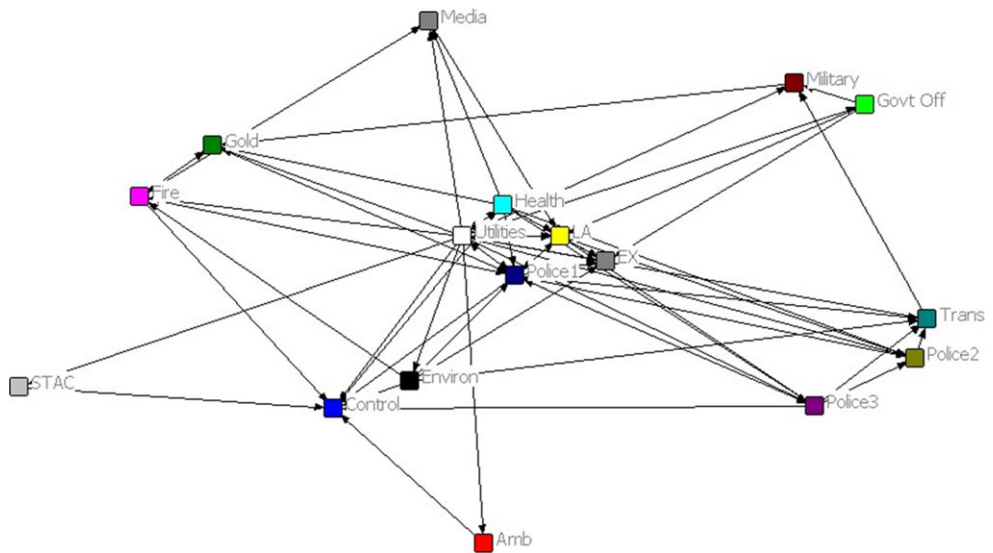 Media
Military
Govt Off
Gold
Fire
Health
Utilities
LA
EX
Police1
Trans
Police2
Environ
STAC
Control
Police3
Amb